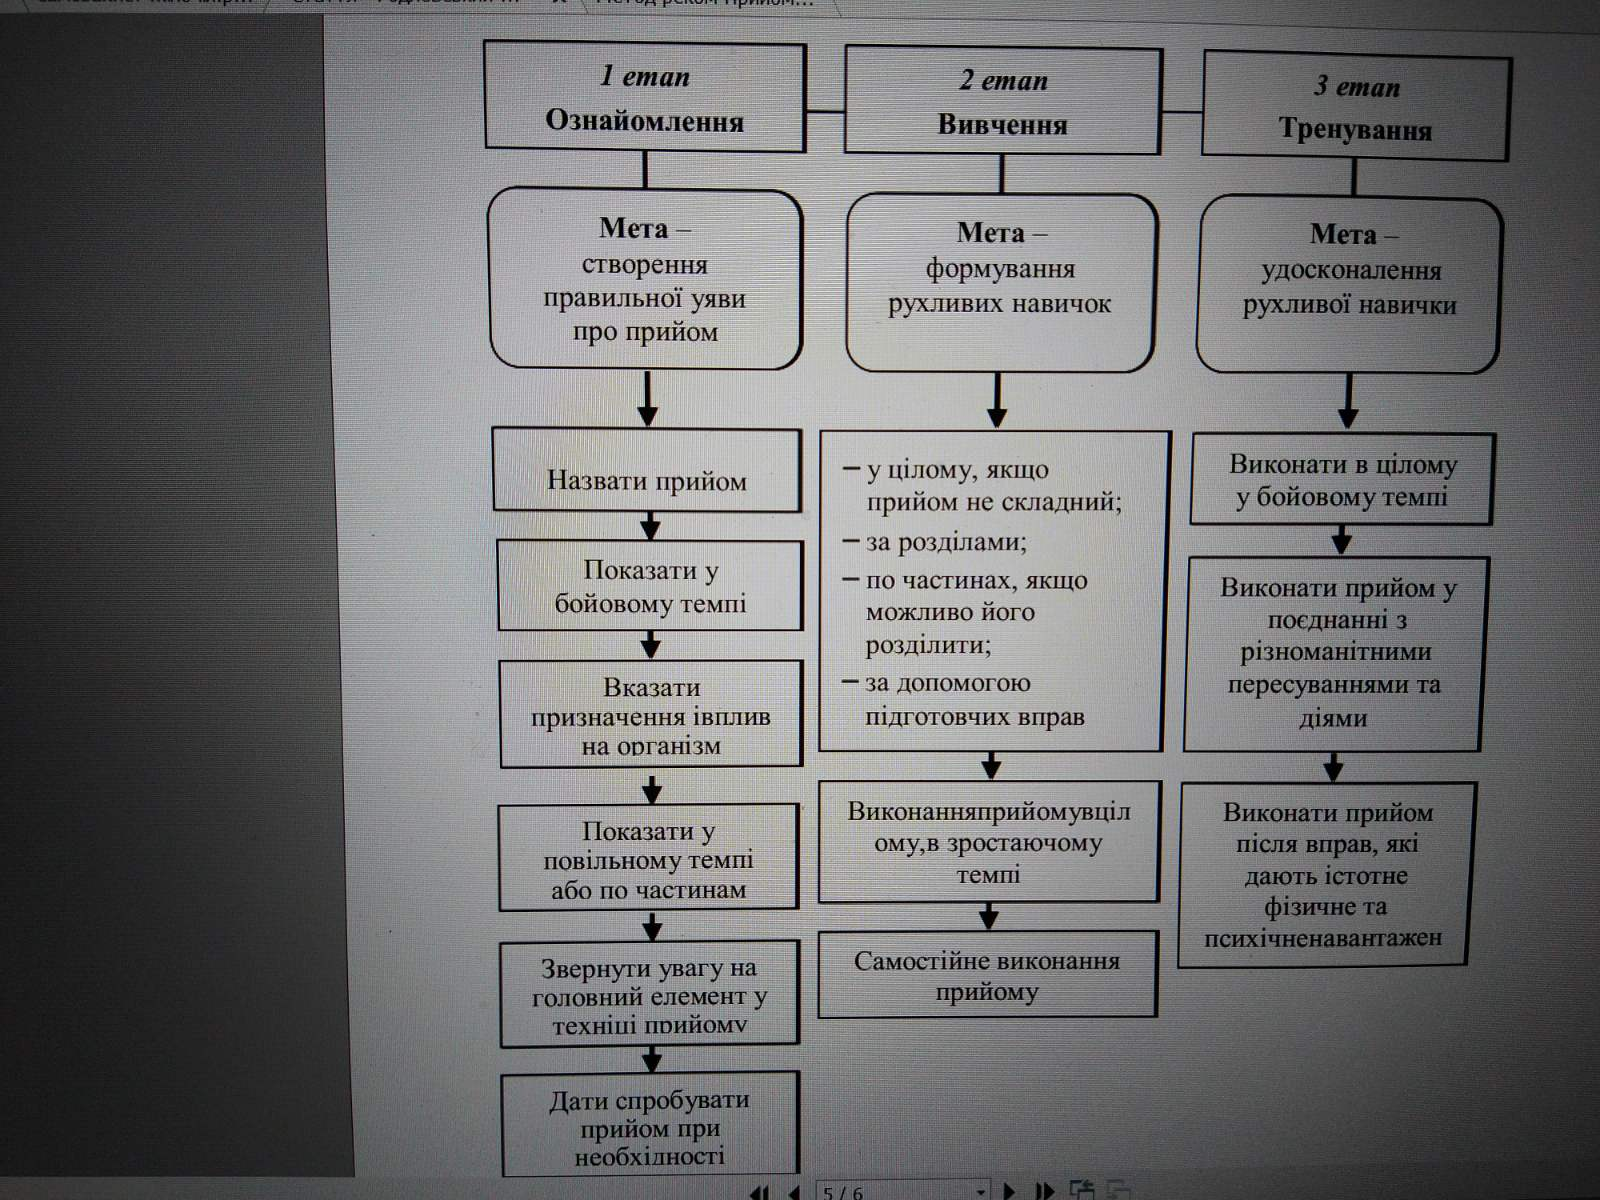 1 етап
Ознайомлення
2 етап
Вивчення
3 етап
Тренування
Мета –
створення
правильної уяви
про прийом
Мета –
формування
рухливих навичок
Мета –
удосконалення
рухливої навички
Назвати прийом
Показати у
бойовому темпі
Вказати
призначення івплив
на організм
Показати у
повільному темпі
або по частинам
Звернути увагу на
головний елемент у
техніці прийому
Дати спробувати
прийом при
необхідності
– у цілому, якщо
прийом не складний;
– за розділами;
– по частинах, якщо
можливо його
розділити;
– за допомогою
підготовчих вправ
Виконанняприйомувціл
ому,в зростаючому
темпі
Самостійне виконання
прийому
Виконати в цілому
у бойовому темпі
Виконати прийом у
поєднанні з
різноманітними
пересуваннями та
діями
Виконати прийом
після вправ, які
дають істотне
фізичне та
психічненавантажен
5 / 6